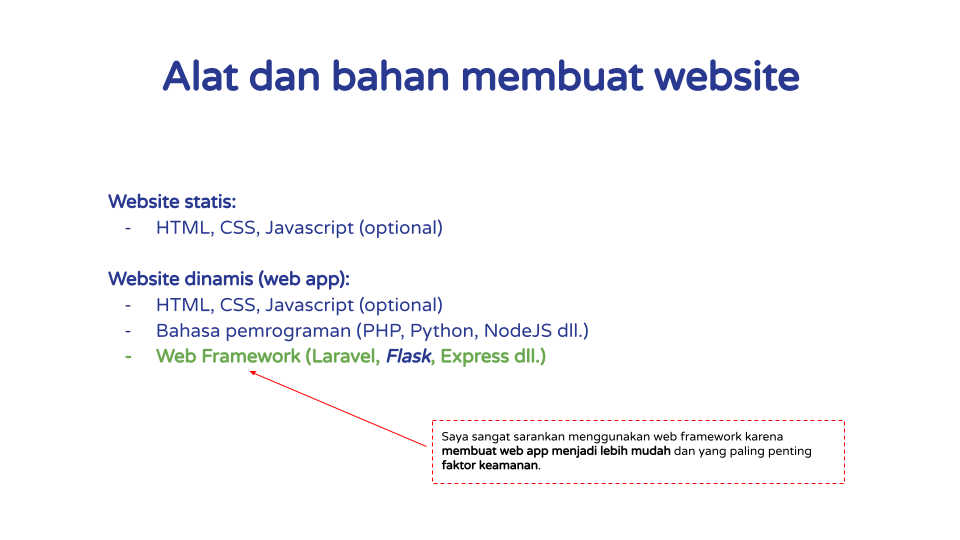 Alat dan bahan membuat website
Website statis:
- HTML, CSS, Javascript (optional)
Website dinamis (web app):
- HTML, CSS, Javascript (optional)
- Bahasa pemrograman (PHP, Python, NodeJS dll.)
- Web Framework (Laravel, Flask, Express dll.)
Saya sangat sarankan menggunakan web framework karena
membuat web app menjadi lebih mudah dan yang paling penting
faktor keamanan.